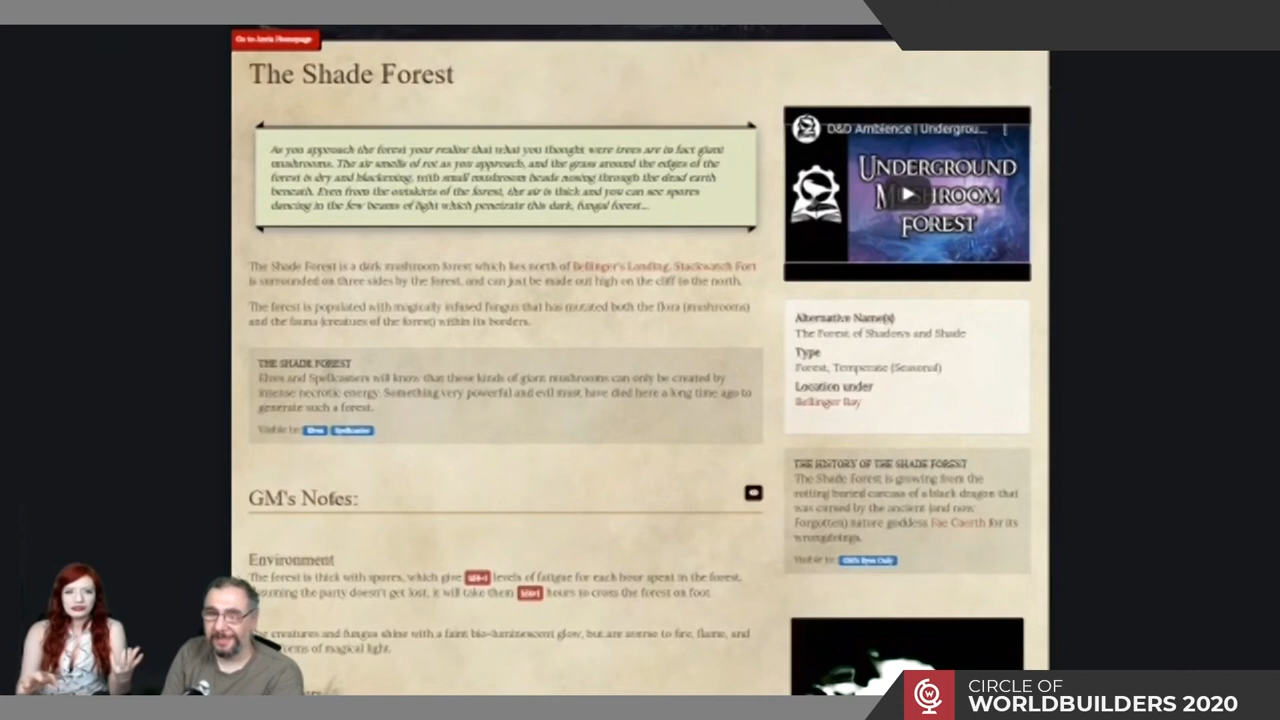 Go to Aeria Homepage
The Shade Forest
As you approach the forest your realise that what you thought were trees are in fact giant
mushrooms. The air smells of rot as you approach, and the grass around the edges of the
forest is dry and blackening, with small mushroom heads nosing through the dead earth
beneath. Even from the outskirts of the forest, the air is thick and you can see spores
dancing in the few beams of light which penetrate this dark, fungal forest...
The Shade Forest is a dark mushroom forest which lies north of Bellinger's Landing. Stackwatch Fort
is surrounded on three sides by the forest, and can just be made out high on the cliff to the north.
The forest is populated with magically infused fungus that has mutated both the flora (mushrooms)
and the fauna (creatues of the forest) within its borders.
THE SHADE FOREST
Elves and Spellcasters will know that these kinds of giant mushrooms can only be created by
intense necrotic energy. Something very powerful and evil must have died here a long time ago to
generate such a forest.
Visible to: Elves Spellcaster
GM's Notes:
Environment
The forest is thick with spores, which give levels of fatigue for each hour spent in the forest.
Assuming the party doesn't get lost, it will take them hours to cross the forest on foot.
creatures and fungus shine with a faint bio-luminescent glow, but are averse to fire, flame, and
forms of magical light.
D&D Ambience | Undergrou...
UNDERGROUND
MUSHROOM
FOREST
Alternative Name(s)
The Forest of Shadows and Shade
Type
Forest, Temperate (Seasonal)
Location under
Bellinger Bay
THE HISTORY OF THE SHADE FOREST
The Shade Forest is growing from the
rotting buried carcass of a black dragon that
was cursed by the ancient (and now
Forgotten) nature goddess Fae Caerth for its
wrongdoings.
Visible to: GM's Eyes Only
CIRCLE OF
WORLDBUILDERS 2020